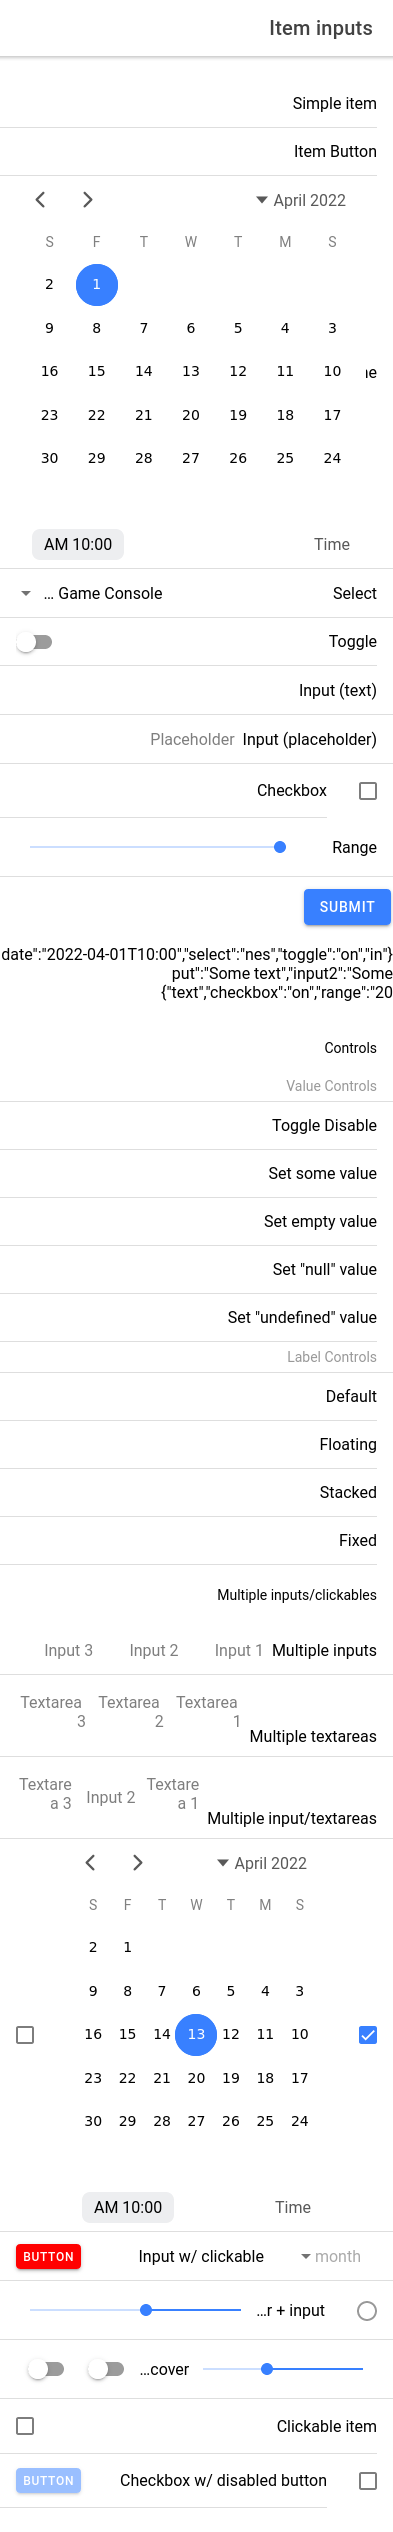 Item inputs
Simple item
Item Button
April 2022
S M T W T F S
1 2
3 4 5 6 7 8 9
10 11 12 13 14 15 16
17 18 19 20 21 22 23
24 25 26 27 28 29 30
Time AM 10:00
Select … Game Console
Toggle
Input (text)
Input (placeholder) Placeholder
Checkbox
Range
SUBMIT
date":"2022-04-01T10:00","select":"nes","toggle":"on","in"}
put":"Some text","input2":"Some
{"text","checkbox":"on","range":"20
Controls
Value Controls
Toggle Disable
Set some value
Set empty value
Set "null" value
Set "undefined" value
Label Controls
Default
Floating
Stacked
Fixed
Multiple inputs/clickables
Multiple inputs Input 1 Input 2 Input 3
Multiple textareas Textarea 1 Textarea 2 Textarea 3
Multiple input/textareas Textarea 1 Input 2 Textarea 3
April 2022
S M T W T F S
1 2
3 4 5 6 7 8 9
10 11 12 13 14 15 16
17 18 19 20 21 22 23
24 25 26 27 28 29 30
Time AM 10:00
month Input w/ clickable BUTTON
…r + input
…cover
Clickable item
Checkbox w/ disabled button BUTTON